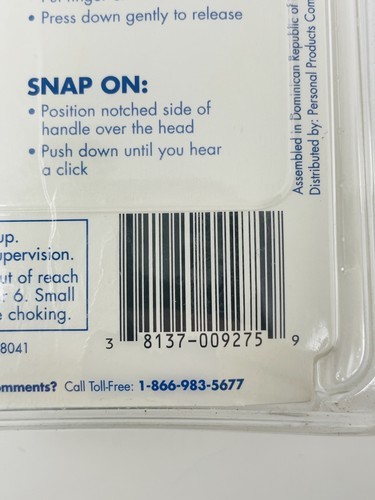 • Press down gently to release
SNAP ON:
• Position notched side of
handle over the head
• Push down until you hear
a click
Assembled in Dominican Republic of
Distributed by: Personal Products Com
up.
upervision.
ut of reach
r 6. Small
e choking.
8041
3 8137-009275 9
omments? Call Toll-Free: 1-866-983-5677